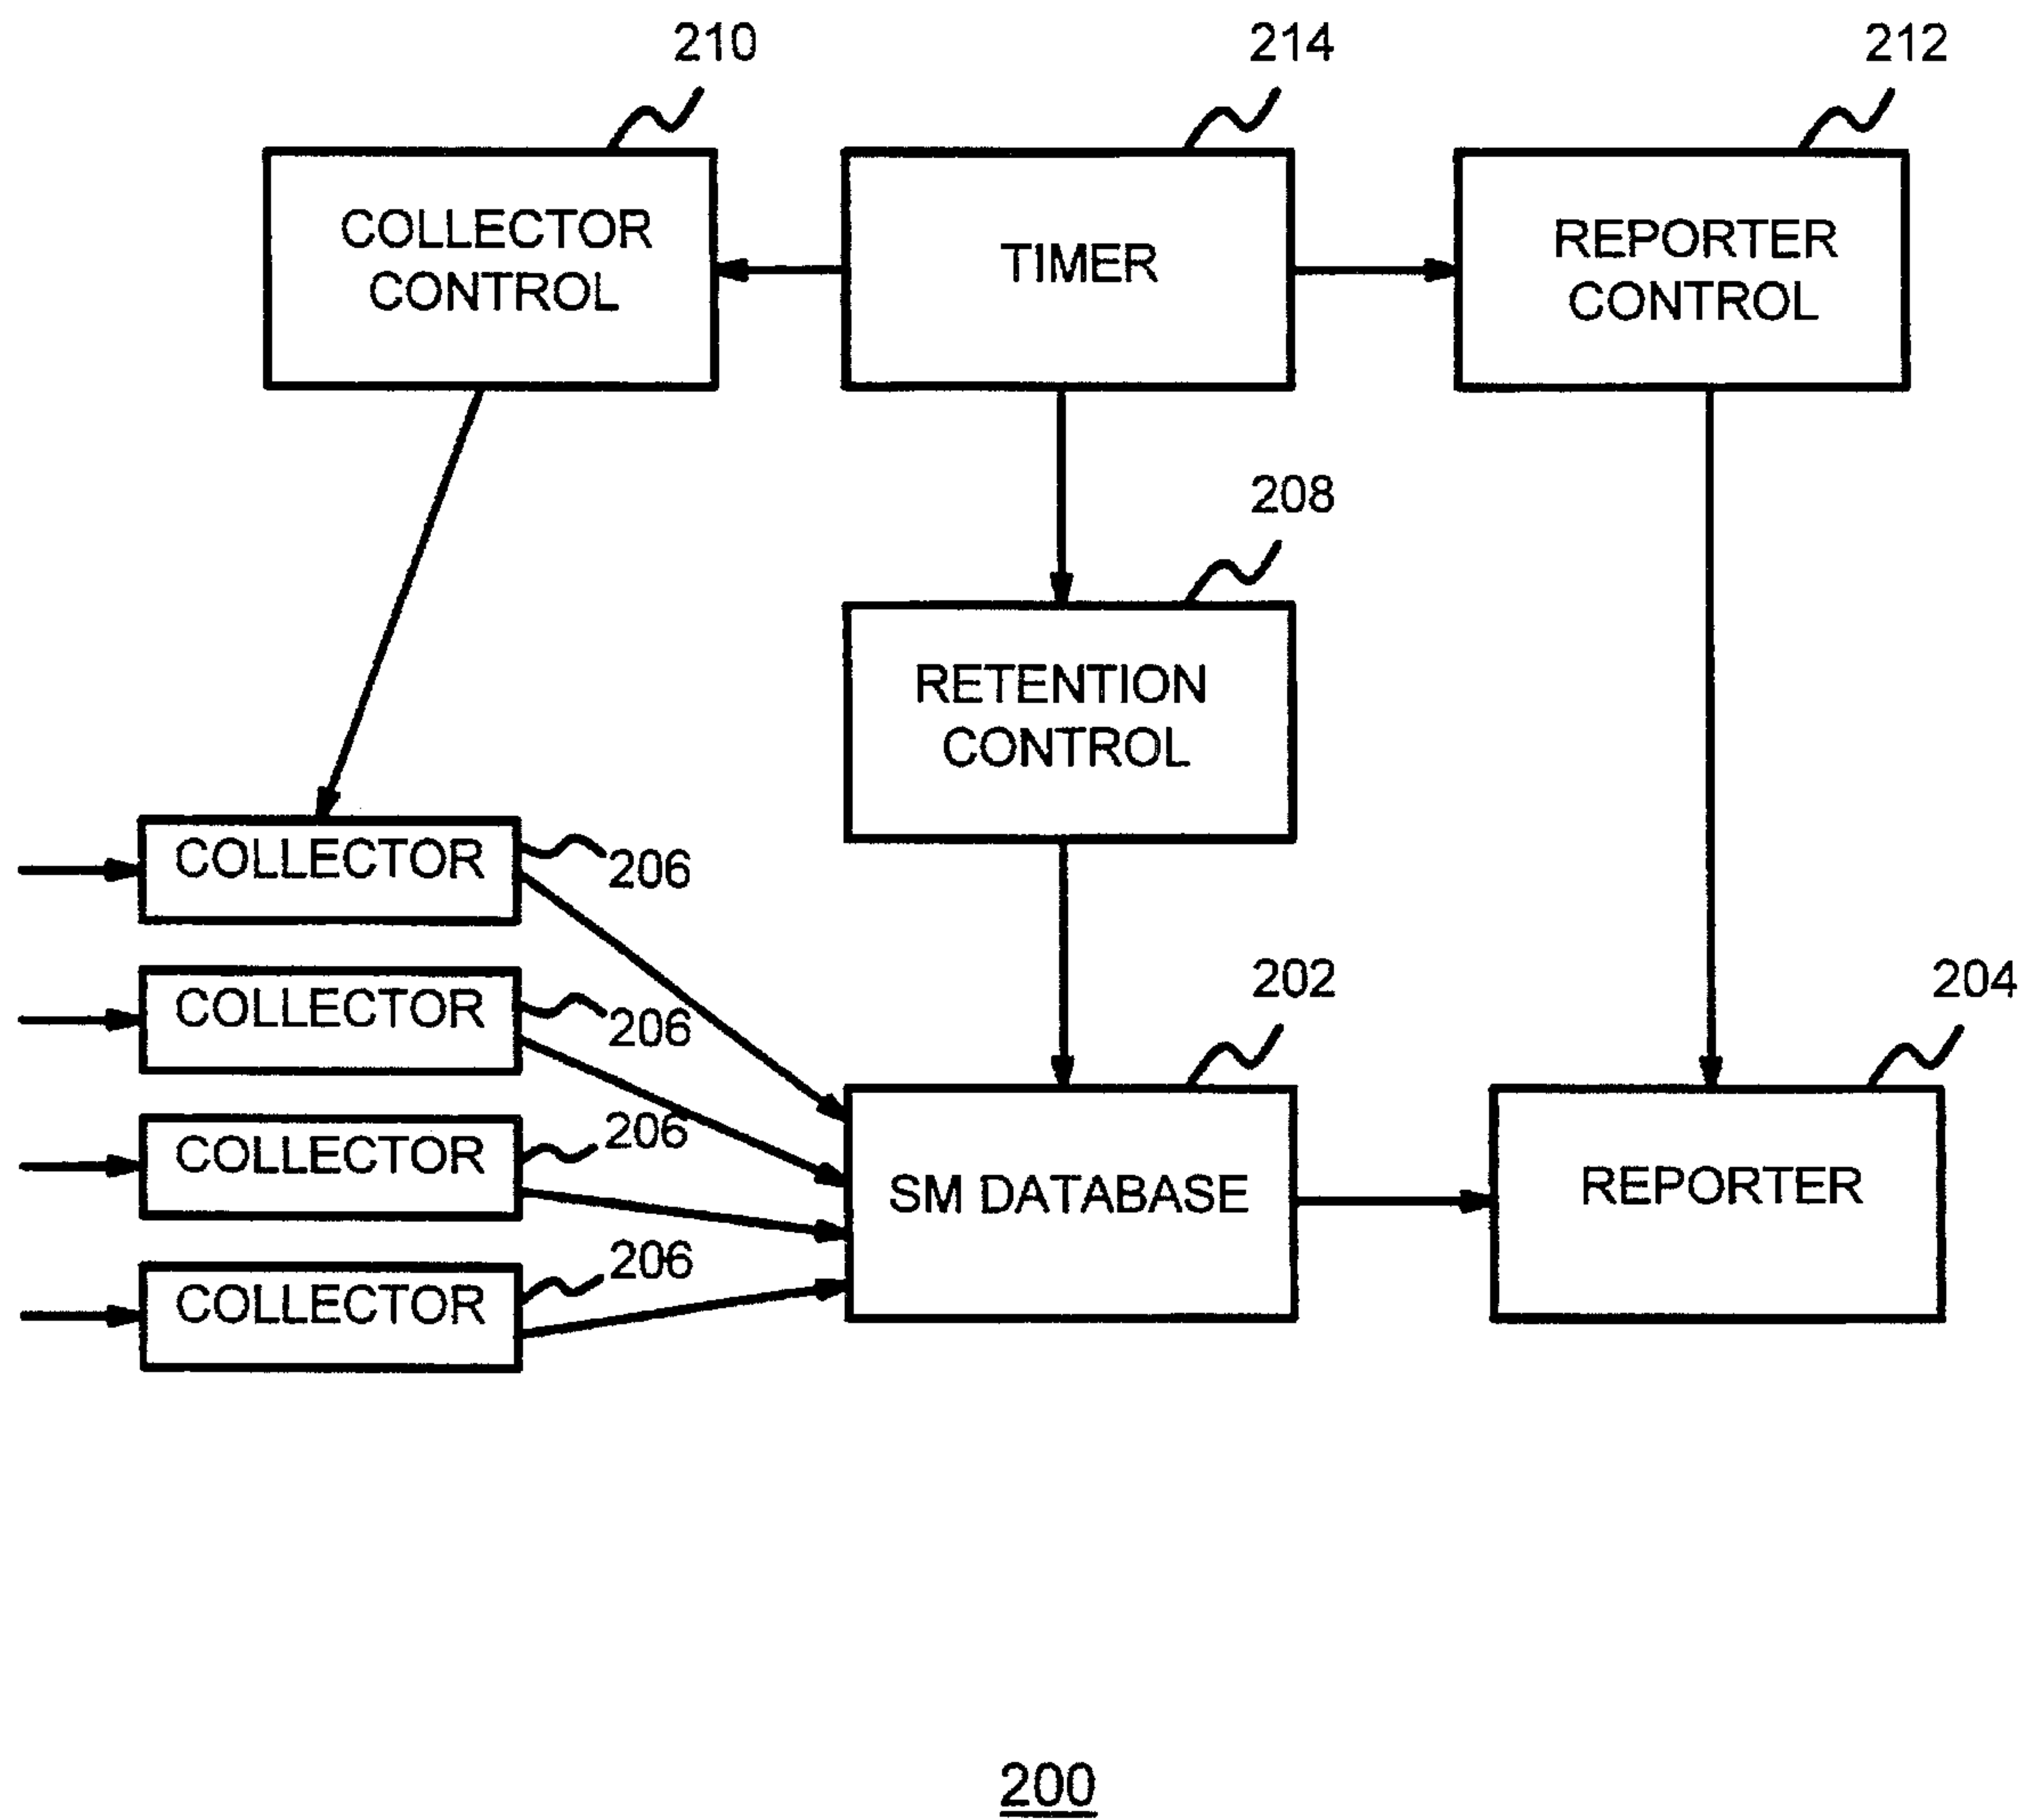 210
214
212
COLLECTOR
CONTROL
TIMER
REPORTER
CONTROL
208
RETENTION
CONTROL
COLLECTOR
206
COLLECTOR
206
COLLECTOR
206
COLLECTOR
206
202
204
SM DATABASE
REPORTER
200